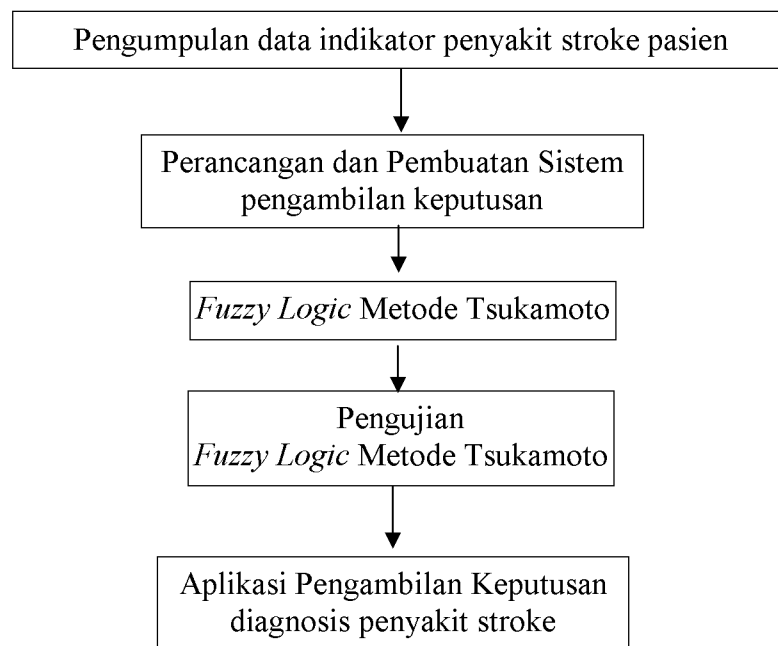 Pengumpulan data indikator penyakit stroke pasien
Perancangan dan Pembuatan Sistem
pengambilan keputusan
Fuzzy Logic Metode Tsukamoto
Pengujian
Fuzzy Logic Metode Tsukamoto
Aplikasi Pengambilan Keputusan
diagnosis penyakit stroke